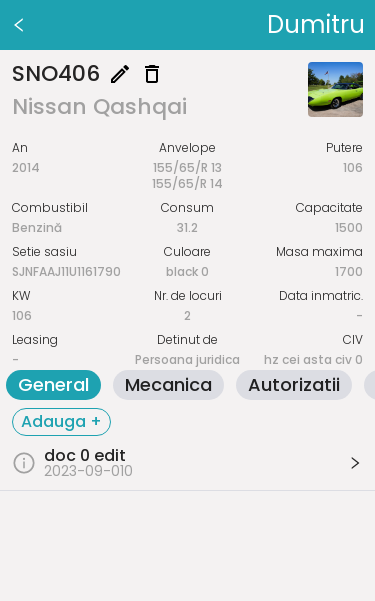 Dumitru
SNO406
Nissan Qashqai
An Anvelope Putere
2014 155/65/R 13 106
155/65/R 14
Combustibil Consum Capacitate
Benzină 31.2 1500
Setie sasiu Culoare Masa maxima
SJNFAAJ11U1161790 black 0 1700
KW Nr. de locuri Data inmatric.
106 2 -
Leasing Detinut de CIV
- Persoana juridica hz cei asta civ 0
General Mecanica Autorizatii
Adauga +
doc 0 edit
2023-09-010